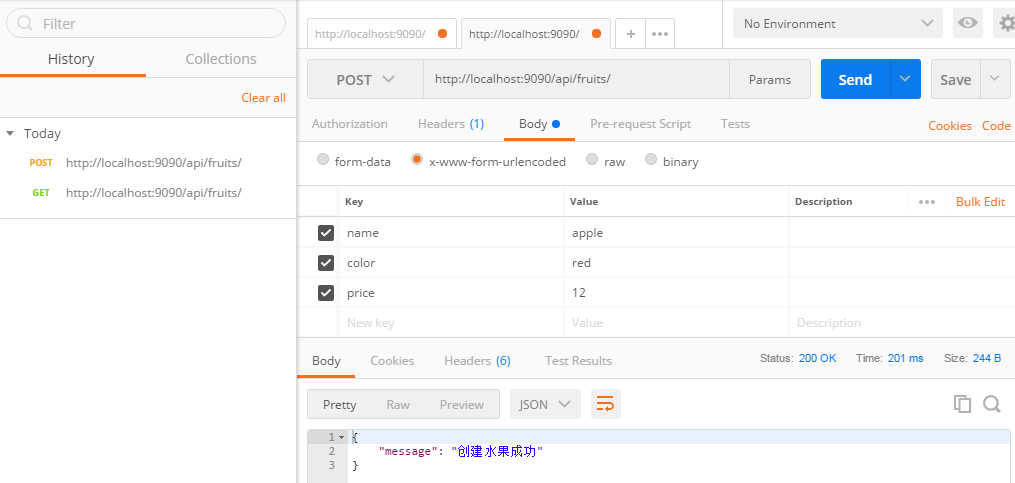 Filter
History Collections
Clear all
Today
POST http://localhost:9090/api/fruits/
GET http://localhost:9090/api/fruits/
http://localhost:9090/ http://localhost:9090/ + ••• No Environment
POST http://localhost:9090/api/fruits/ Params Send Save
Authorization Headers (1) Body Pre-request Script Tests Cookies Code
form-data x-www-form-urlencoded raw binary
Key Value Description ••• Bulk Edit
name apple
color red
price 12
New key Value Description
Body Cookies Headers (6) Test Results Status: 200 OK Time: 201 ms Size: 244 B
Pretty Raw Preview JSON
1 {
2 "message": "创建水果成功"
3 }